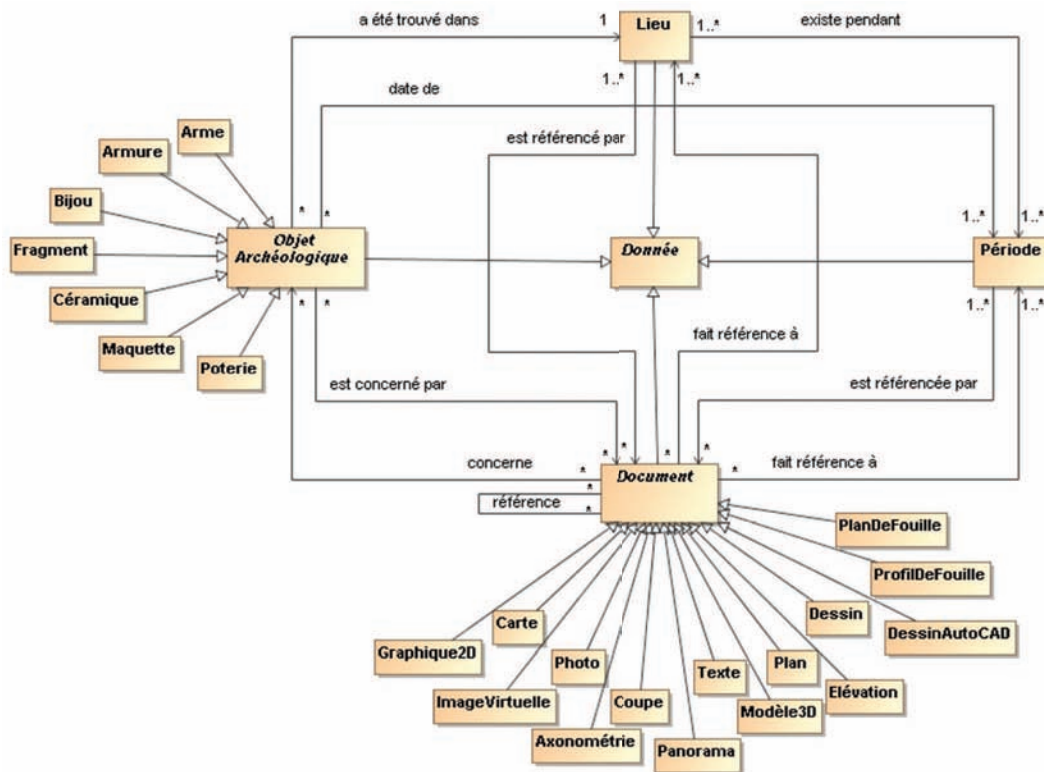 a été trouvé dans
1
Lieu
1..*
existe pendant
1..*
1..*
date de
Arme
est référencé par
Armure
Bijou
*
*
1..*
1..*
Objet
Archéologique
Donnée
Période
Fragment
Céramique
*
*
1..*
1..*
Maquette
fait référence à
Poterie
est concerné par
est référencée par
*
*
*
*
concerne
*
Document
*
fait référence à
*
référence
*
PlanDeFouille
ProfilDeFouille
Dessin
Carte
DessinAutoCAD
Graphique2D
Photo
Texte
Plan
Elévation
ImageVirtuelle
Coupe
Modèle3D
Axonométrie
Panorama